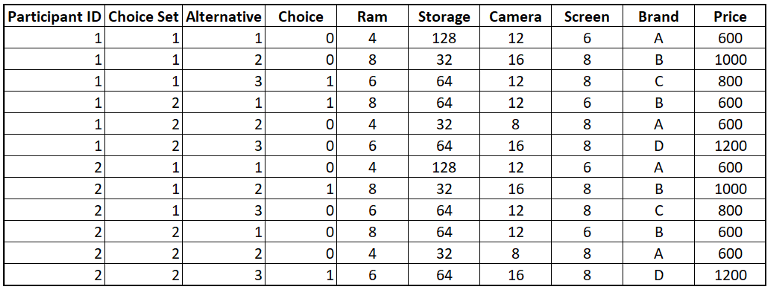 Participant ID Choice Set Alternative Choice Ram Storage Camera Screen Brand Price
1 1 1 0 4 128 12 6 A 600
1 1 2 0 8 32 16 8 B 1000
1 1 3 1 6 64 12 8 C 800
1 2 1 1 8 64 12 6 B 600
1 2 2 0 4 32 8 8 A 600
1 2 3 0 6 64 16 8 D 1200
2 1 1 0 4 128 12 6 A 600
2 1 2 1 8 32 16 8 B 1000
2 1 3 0 6 64 12 8 C 800
2 2 1 0 8 64 12 6 B 600
2 2 2 0 4 32 8 8 A 600
2 2 3 1 6 64 16 8 D 1200